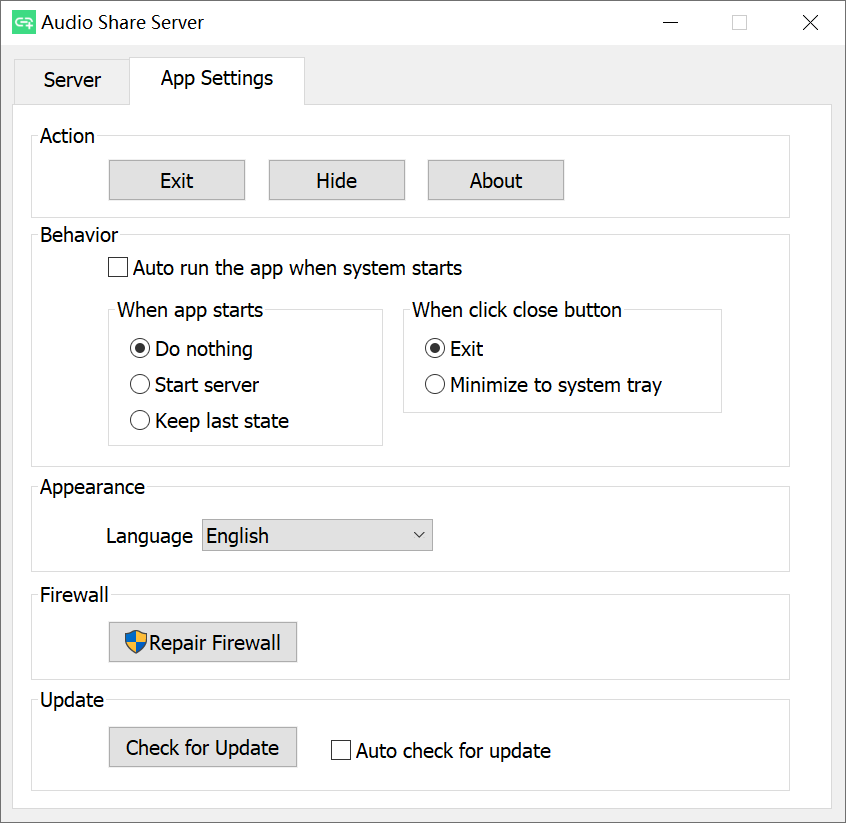 Audio Share Server
Server
App Settings
Action
Exit
Hide
About
Behavior
Auto run the app when system starts
When app starts
Do nothing
Start server
Keep last state
When click close button
Exit
Minimize to system tray
Appearance
Language
English
Firewall
Repair Firewall
Update
Check for Update
Auto check for update